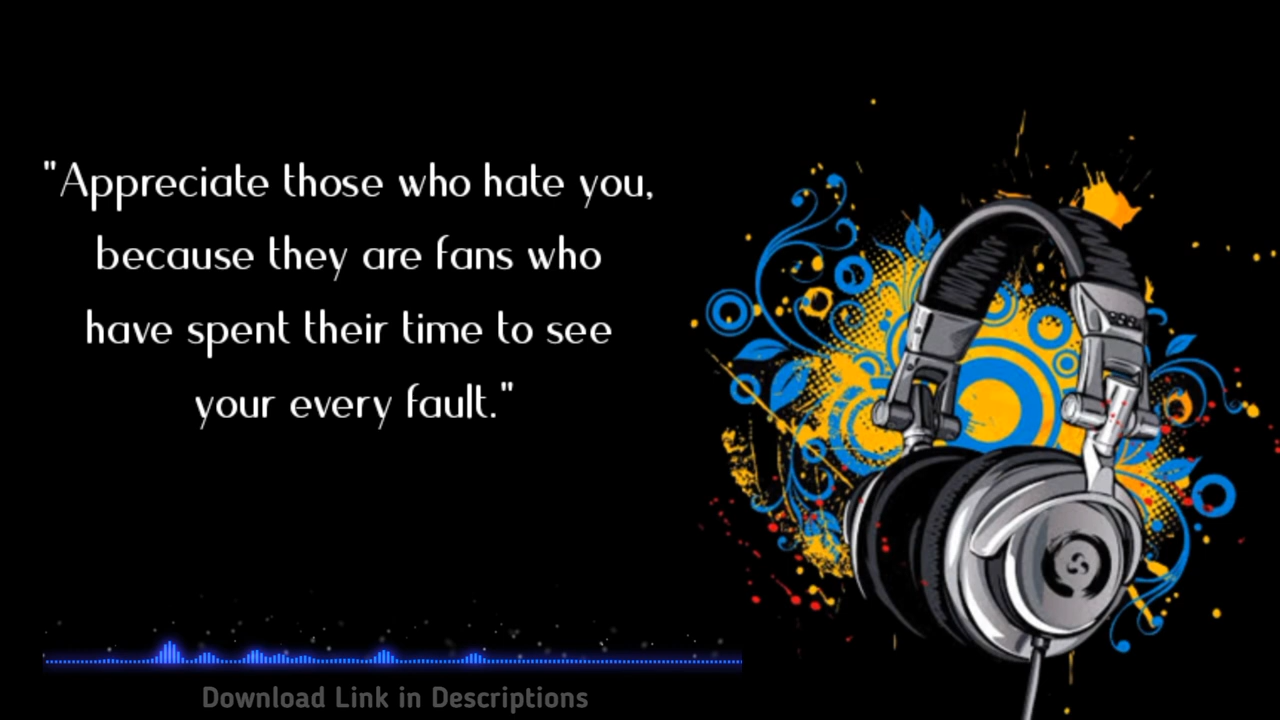 "Appreciate those who hate you,
because they are fans who
have spent their time to see
your every fault."
Download Link in Descriptions